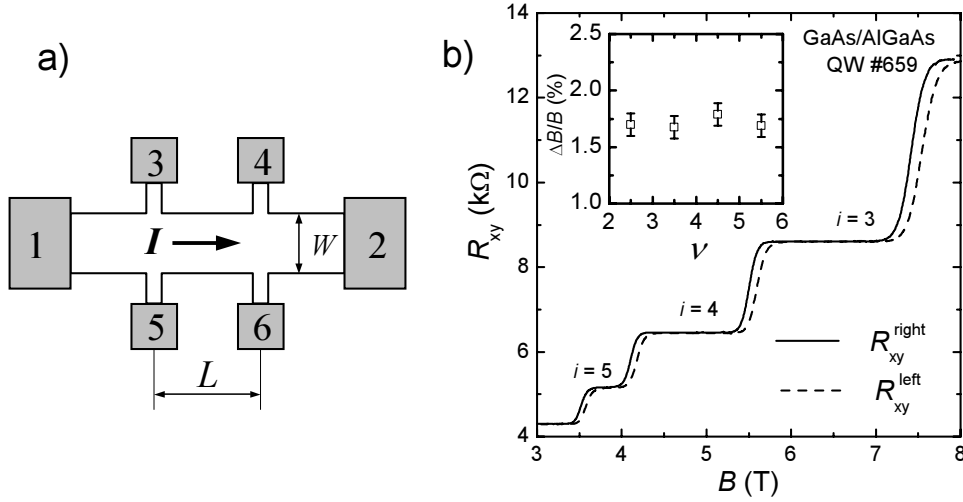 a)
3 4
1 I W 2
5 6
L
b)
GaAs/AlGaAs
QW #659
R_xy (kΩ)
14
12
10
8
6
4
3 4 5 6 7 8
B (T)
i = 3
i = 4
i = 5
R_xy^right
R_xy^left
ΔB/B (%)
2.5
2.0
1.5
1.0
2 3 4 5 6
ν